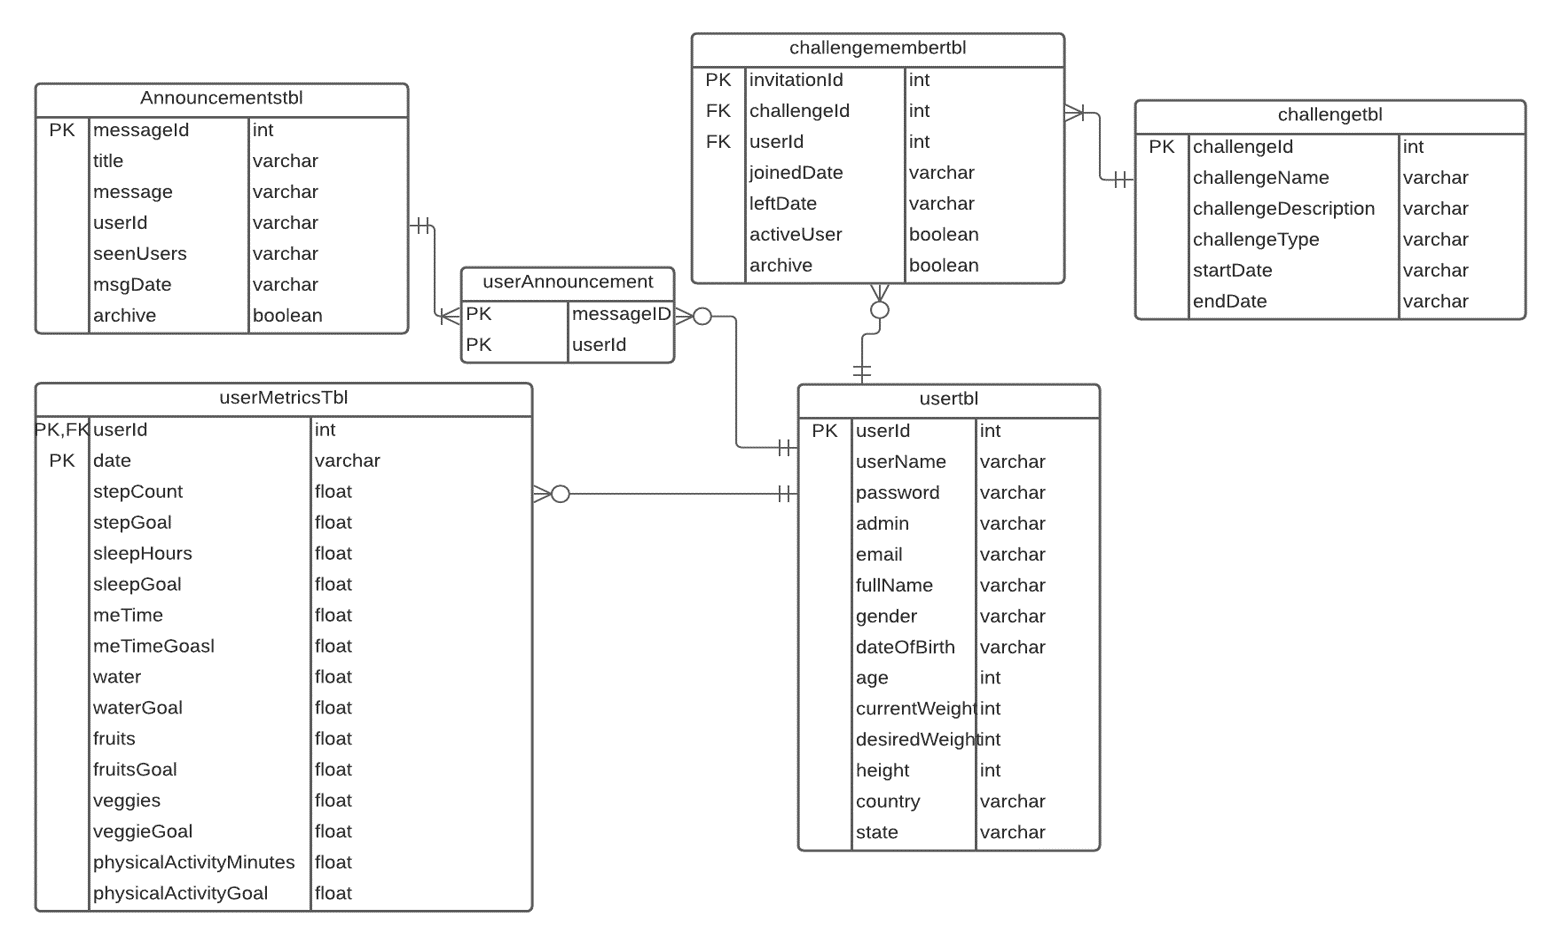 Announcementstbl
PK messageId int
title varchar
message varchar
userId varchar
seenUsers varchar
msgDate varchar
archive boolean
userAnnouncement
PK messageID
PK userId
challengemembertbl
PK invitationId int
FK challengeId int
FK userId int
joinedDate varchar
leftDate varchar
activeUser boolean
archive boolean
challengetbl
PK challengeId int
challengeName varchar
challengeDescription varchar
challengeType varchar
startDate varchar
endDate varchar
userMetricsTbl
PK,FK userId int
PK date varchar
stepCount float
stepGoal float
sleepHours float
sleepGoal float
meTime float
meTimeGoasl float
water float
waterGoal float
fruits float
fruitsGoal float
veggies float
veggieGoal float
physicalActivityMinutes float
physicalActivityGoal float
usertbl
PK userId int
userName varchar
password varchar
admin varchar
email varchar
fullName varchar
gender varchar
dateOfBirth varchar
age int
currentWeight int
desiredWeight int
height int
country varchar
state varchar